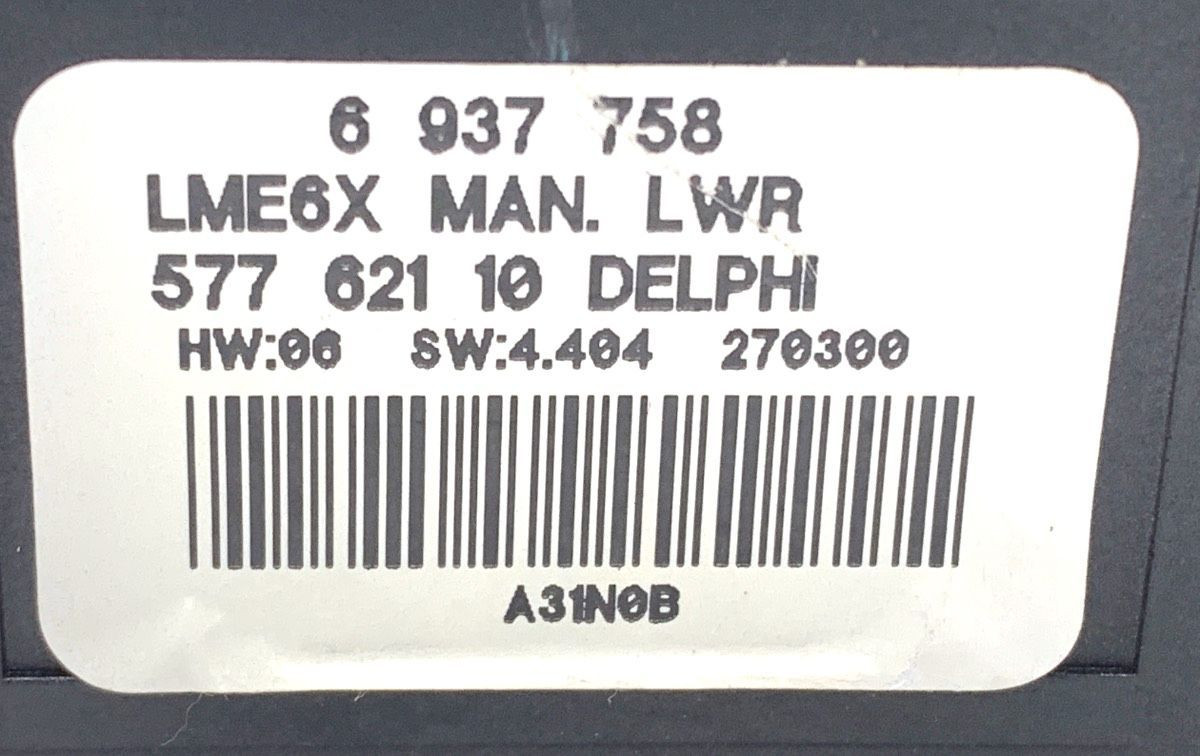 6 937 758
LME6X MAN. LWR
577 621 10 DELPHI
HW:06 SW:4.404 270300
A31N0B